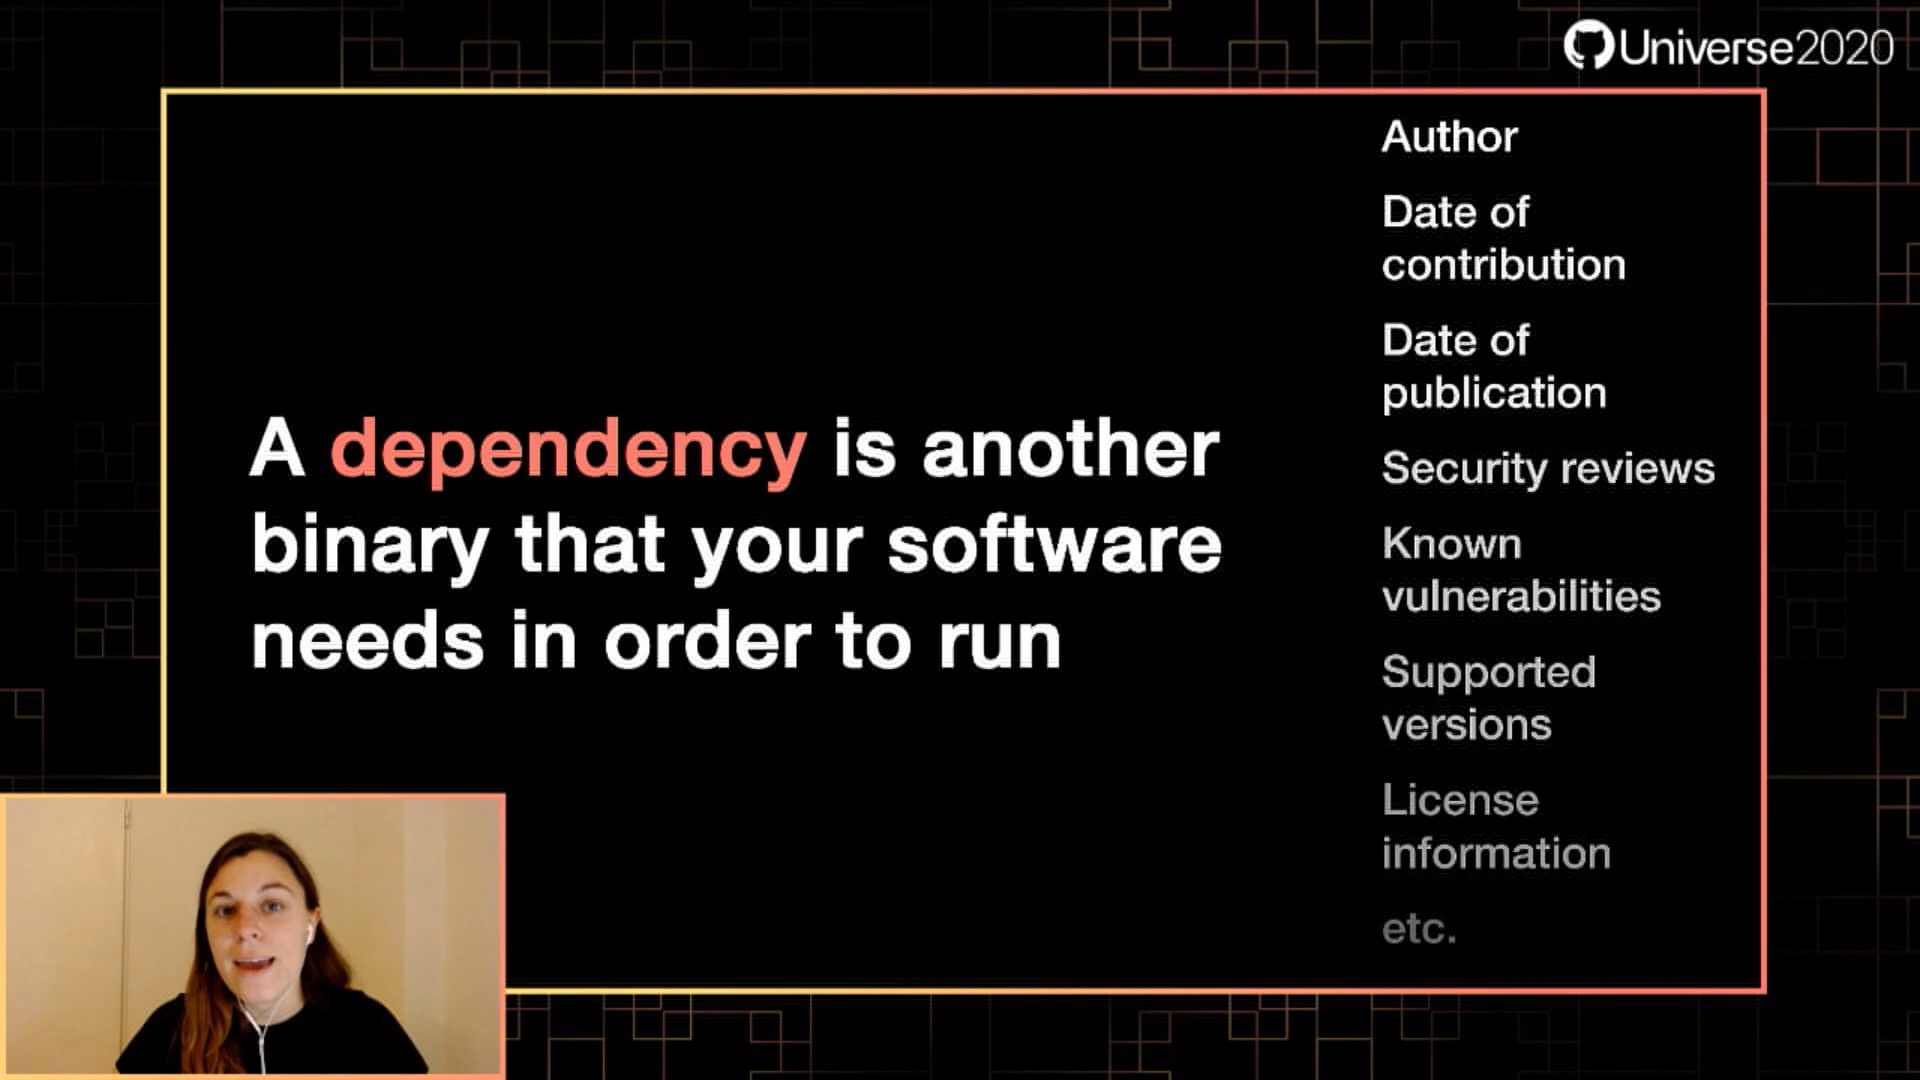 Universe2020
A dependency is another
binary that your software
needs in order to run
Author
Date of
contribution
Date of
publication
Security reviews
Known
vulnerabilities
Supported
versions
License
information
etc.